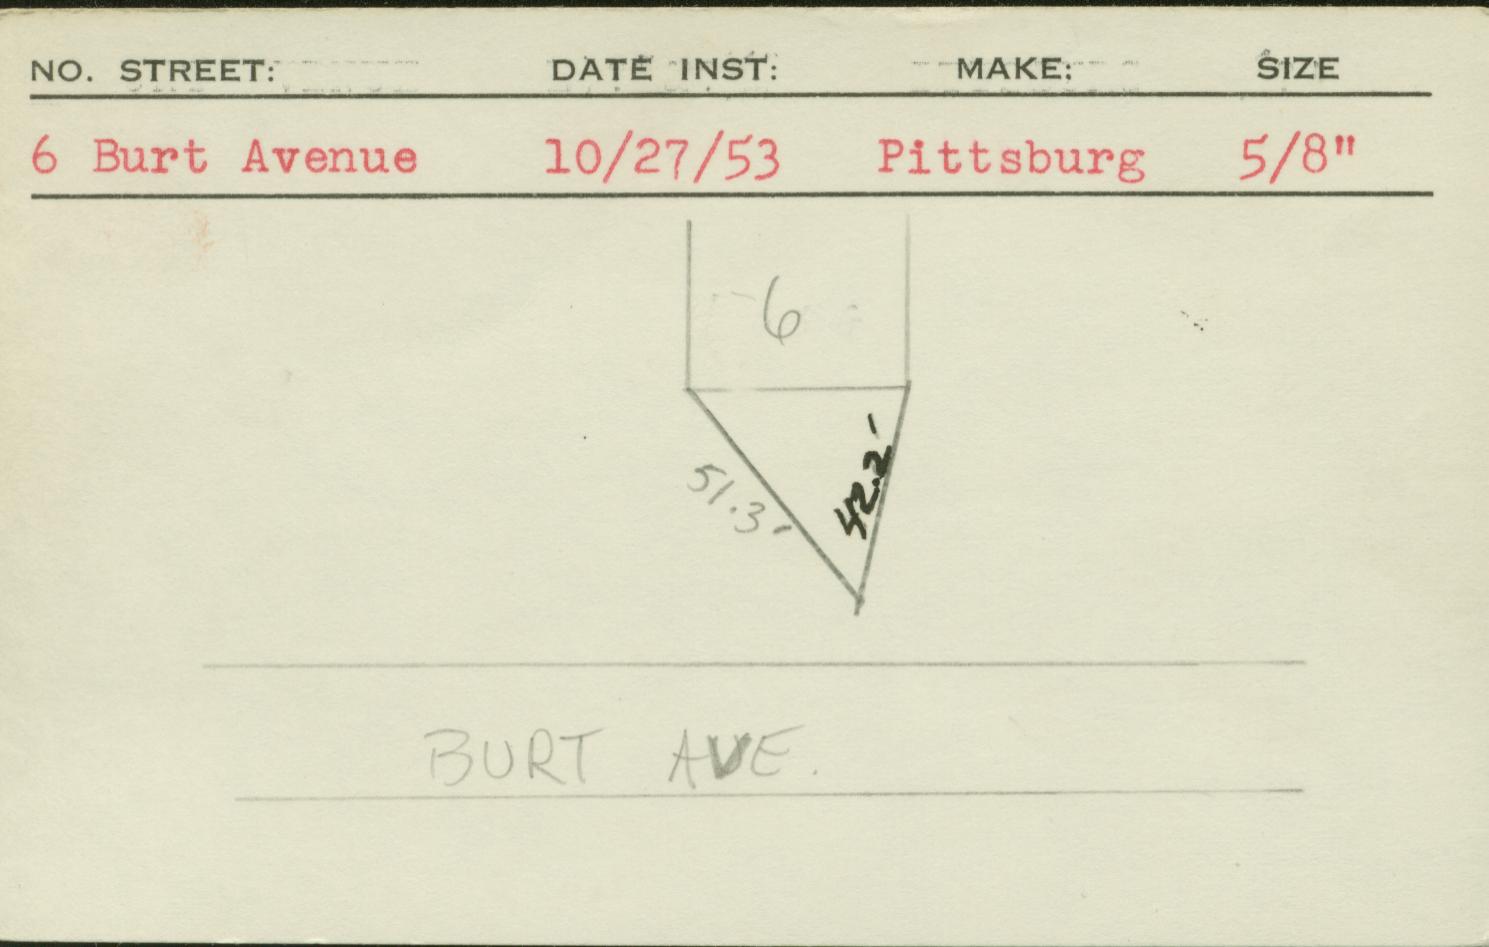 NO. STREET: DATE INST: MAKE: SIZE
6 Burt Avenue 10/27/53 Pittsburg 5/8"
6
51.3'
42.2'
BURT AVE.